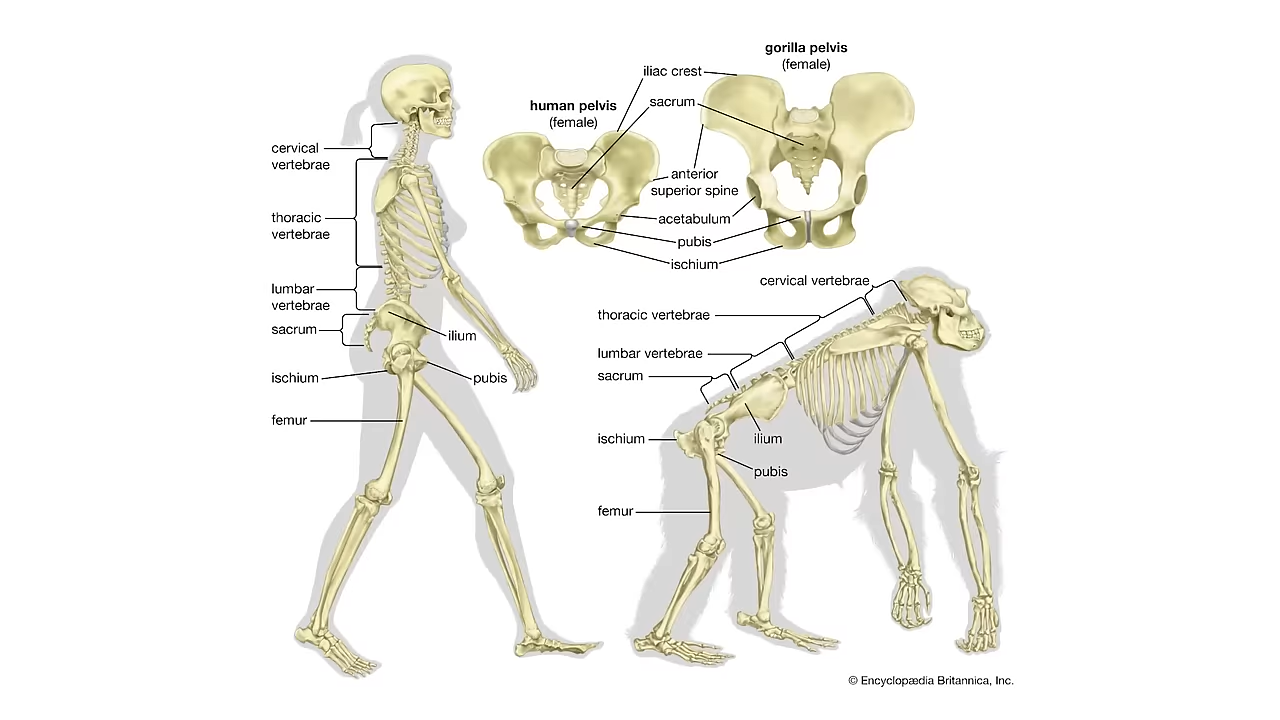 gorilla pelvis
(female)
iliac crest
sacrum
human pelvis
(female)
anterior
superior spine
acetabulum
pubis
ischium
cervical
vertebrae
thoracic
vertebrae
lumbar
vertebrae
sacrum
ilium
ischium
pubis
femur
cervical vertebrae
thoracic vertebrae
lumbar vertebrae
sacrum
ischium
ilium
pubis
femur
© Encyclopædia Britannica, Inc.